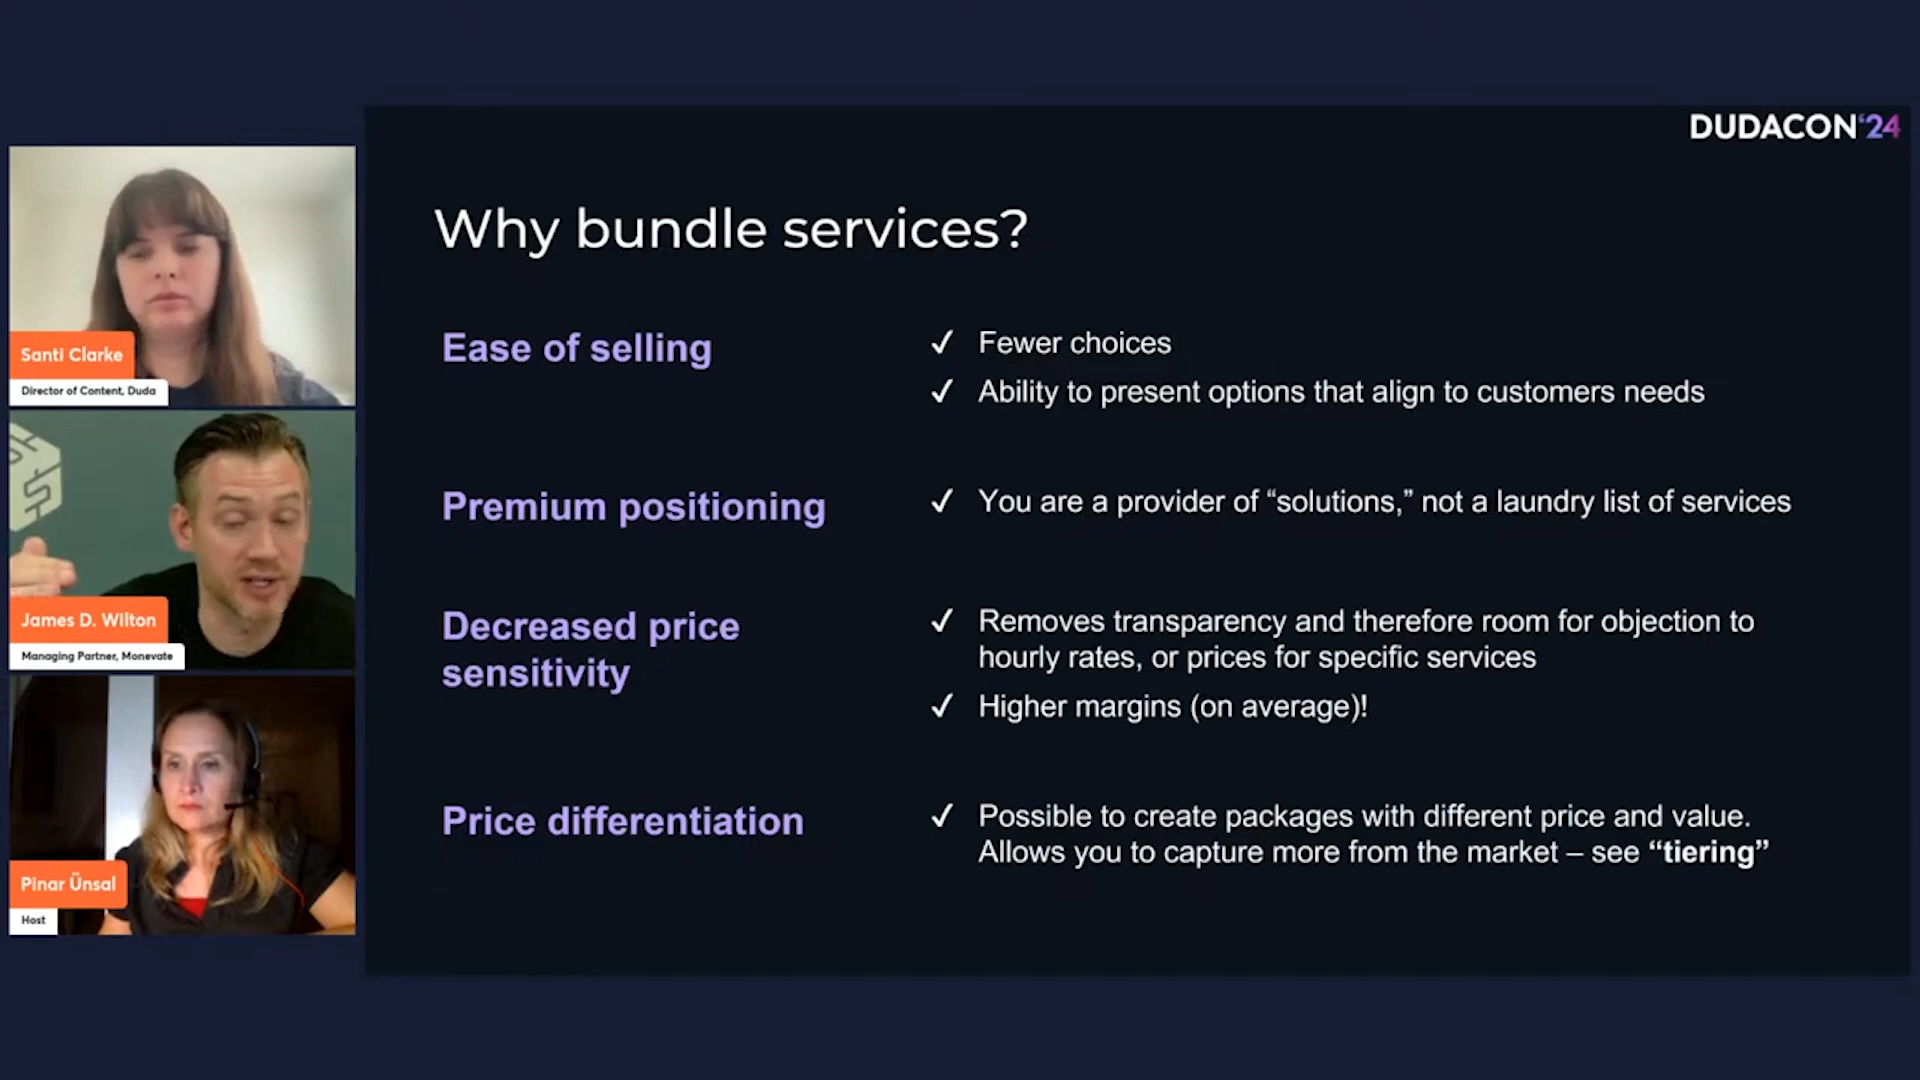 DUDACON'24
Why bundle services?
Ease of selling
✓ Fewer choices
✓ Ability to present options that align to customers needs
Premium positioning
✓ You are a provider of “solutions,” not a laundry list of services
Decreased price
sensitivity
✓ Removes transparency and therefore room for objection to
hourly rates, or prices for specific services
✓ Higher margins (on average)!
Price differentiation
✓ Possible to create packages with different price and value.
Allows you to capture more from the market – see “tiering”
Santi Clarke
Director of Content, Duda
James D. Wilton
Managing Partner, Monevate
Pinar Ünsal
Host